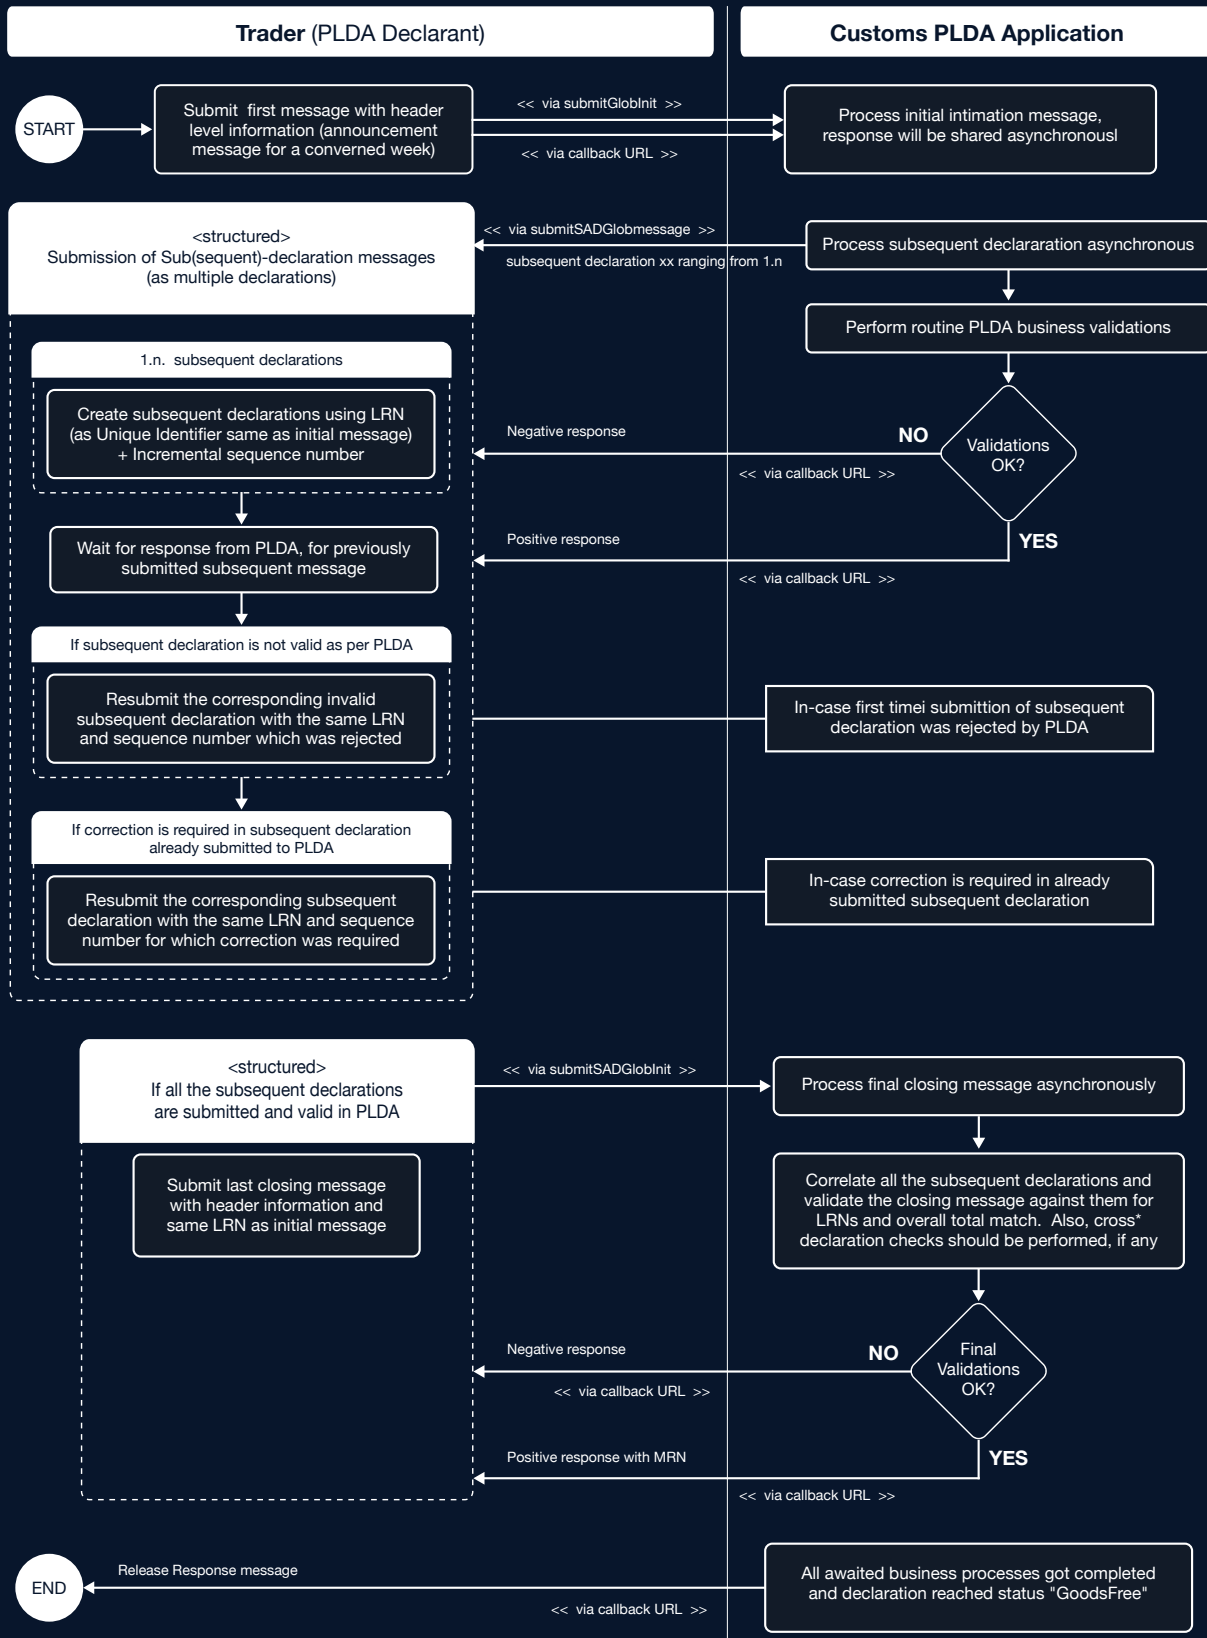 Trader (PLDA Declarant)
Customs PLDA Application
START
Submit first message with header
level information (announcement
message for a converned week)
<< via submitGlobInit >>
<< via callback URL >>
Process initial intimation message,
response will be shared asynchronousl
<structured>
Submission of Sub(sequent)-declaration messages
(as multiple declarations)
<< via submitSADGlobmessage >>
subsequent declaration xx ranging from 1.n
Process subsequent declararation asynchronous
Perform routine PLDA business validations
1.n. subsequent declarations
Create subsequent declarations using LRN
(as Unique Identifier same as initial message)
+ Incremental sequence number
Negative response
<< via callback URL >>
NO
Validations
OK?
YES
Wait for response from PLDA, for previously
submitted subsequent message
Positive response
<< via callback URL >>
If subsequent declaration is not valid as per PLDA
Resubmit the corresponding invalid
subsequent declaration with the same LRN
and sequence number which was rejected
In-case first timei submittion of subsequent
declaration was rejected by PLDA
If correction is required in subsequent declaration
already submitted to PLDA
Resubmit the corresponding subsequent
declaration with the same LRN and sequence
number for which correction was required
In-case correction is required in already
submitted subsequent declaration
<structured>
If all the subsequent declarations
are submitted and valid in PLDA
<< via submitSADGlobInit >>
Process final closing message asynchronously
Submit last closing message
with header information and
same LRN as initial message
Correlate all the subsequent declarations and
validate the closing message against them for
LRNs and overall total match. Also, cross*
declaration checks should be performed, if any
Negative response
<< via callback URL >>
NO
Final
Validations
OK?
YES
Positive response with MRN
<< via callback URL >>
END
Release Response message
<< via callback URL >>
All awaited business processes got completed
and declaration reached status "GoodsFree"